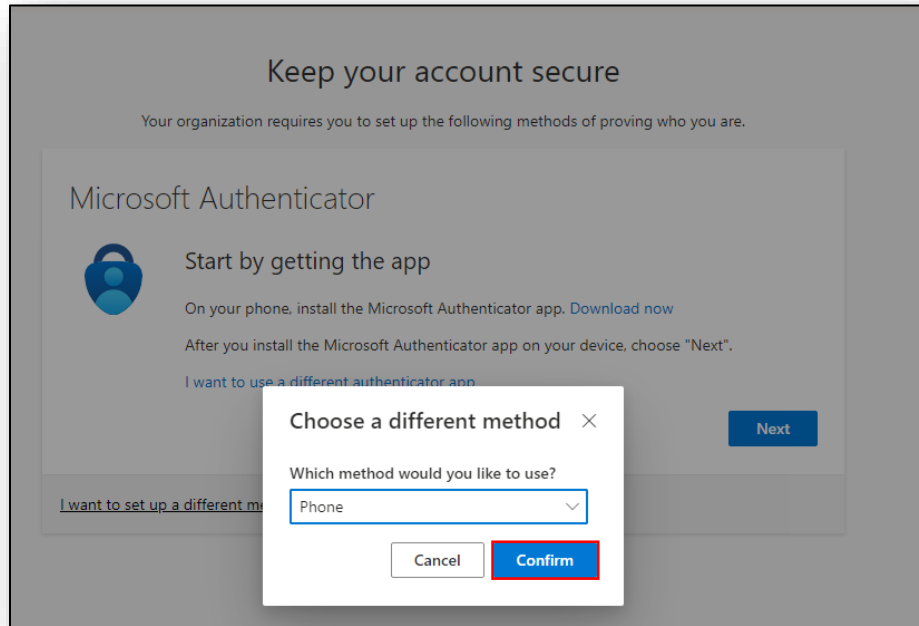 Keep your account secure
Your organization requires you to set up the following methods of proving who you are.
Microsoft Authenticator
Start by getting the app
On your phone, install the Microsoft Authenticator app. Download now
After you install the Microsoft Authenticator app on your device, choose "Next".
I want to use a different authenticator app
Next
I want to set up a different
Choose a different method
Which method would you like to use?
Phone
Cancel
Confirm